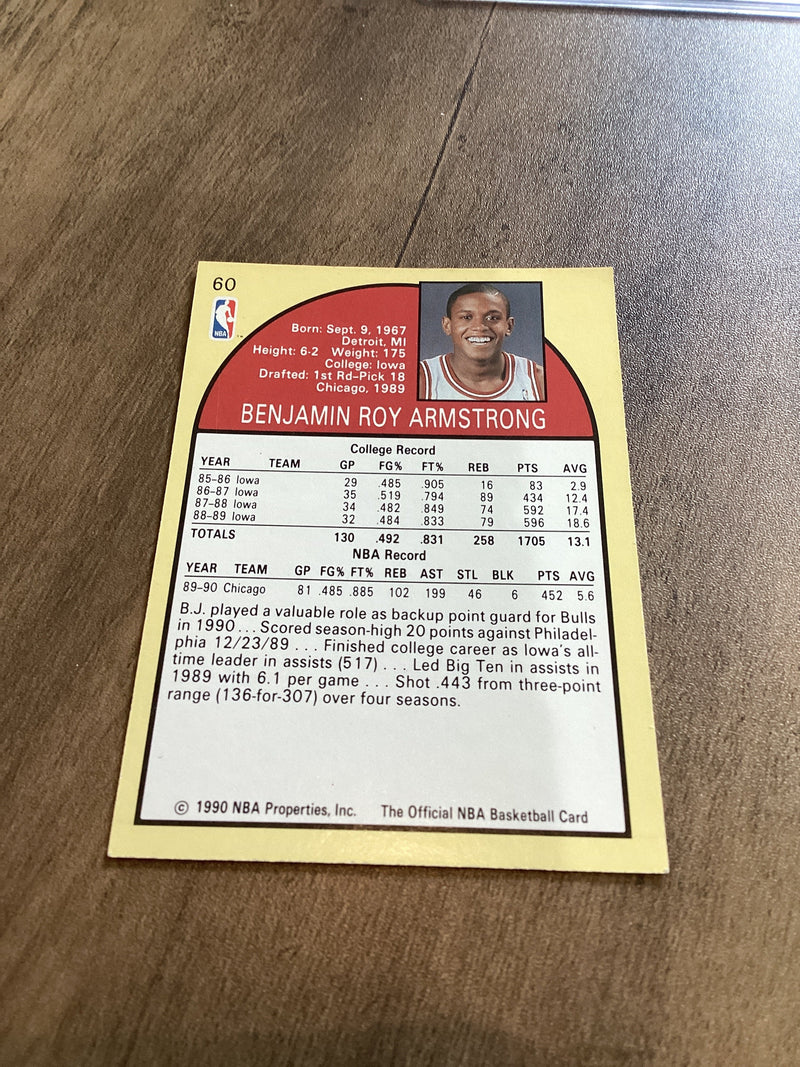 60
NBA
Born: Sept. 9, 1967
Detroit, MI
Height: 6-2 Weight: 175
College: Iowa
Drafted: 1st Rd-Pick 18
Chicago, 1989
BENJAMIN ROY ARMSTRONG
College Record
YEAR TEAM GP FG% FT% REB PTS AVG
85-86 Iowa 29 .485 .905 16 83 2.9
86-87 Iowa 35 .519 .794 89 434 12.4
87-88 Iowa 34 .482 .849 74 592 17.4
88-89 Iowa 32 .484 .833 79 596 18.6
TOTALS 130 .492 .831 258 1705 13.1
NBA Record
YEAR TEAM GP FG% FT% REB AST STL BLK PTS AVG
89-90 Chicago 81 .485 .885 102 199 46 6 452 5.6
B.J. played a valuable role as backup point guard for Bulls
in 1990 . . . Scored season-high 20 points against Philadel-
phia 12/23/89 . . . Finished college career as Iowa's all-
time leader in assists (517) . . . Led Big Ten in assists in
1989 with 6.1 per game . . . Shot .443 from three-point
range (136-for-307) over four seasons.
© 1990 NBA Properties, Inc. The Official NBA Basketball Card